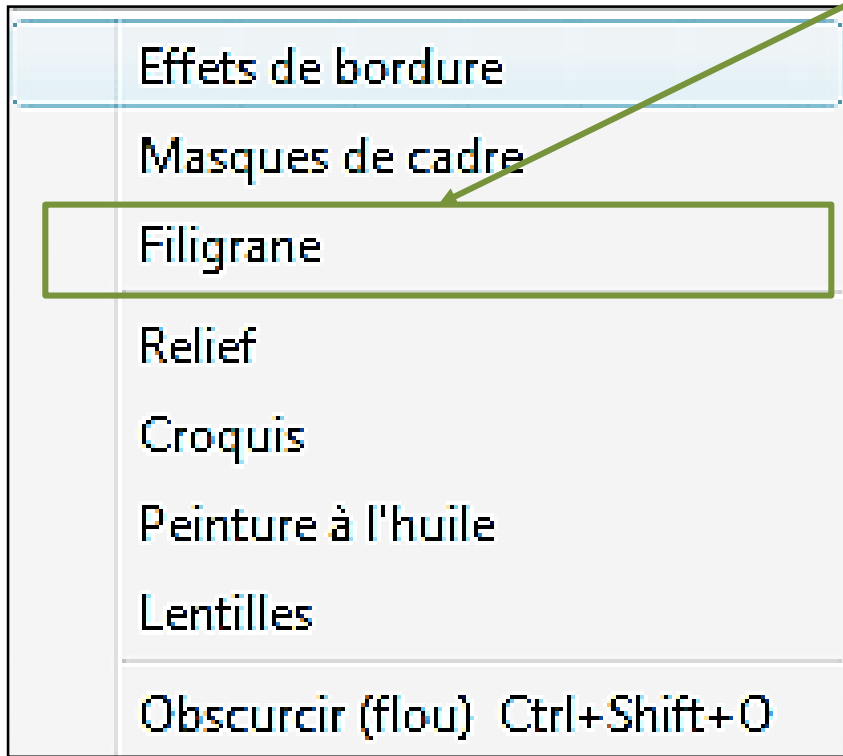 Effets de bordure
Masques de cadre
Filigrane
Relief
Croquis
Peinture à l'huile
Lentilles
Obscurcir (flou) Ctrl+Shift+O